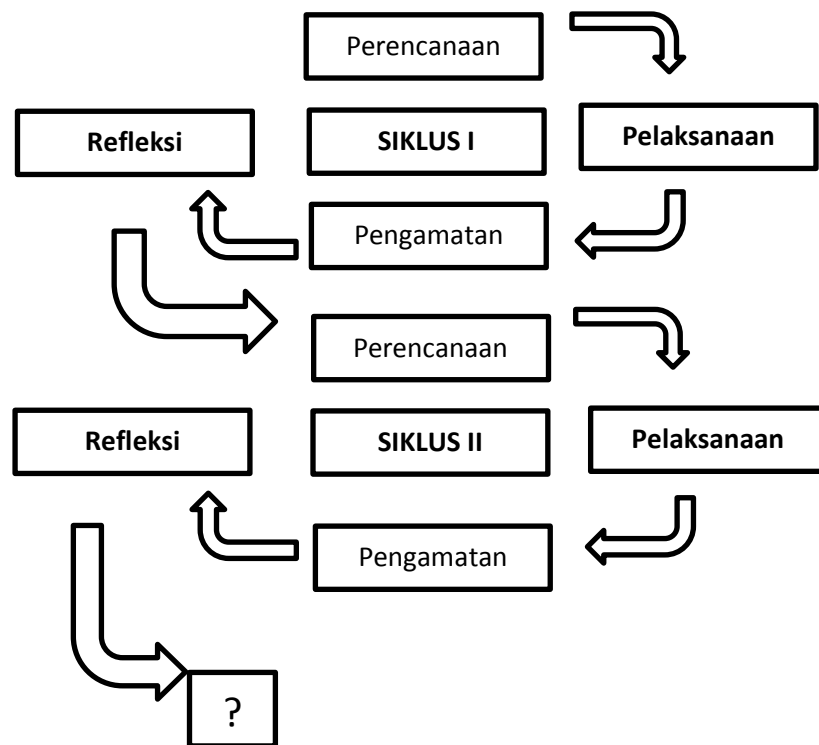 Perencanaan
Refleksi
SIKLUS I
Pelaksanaan
Pengamatan
Perencanaan
Refleksi
SIKLUS II
Pelaksanaan
Pengamatan
?